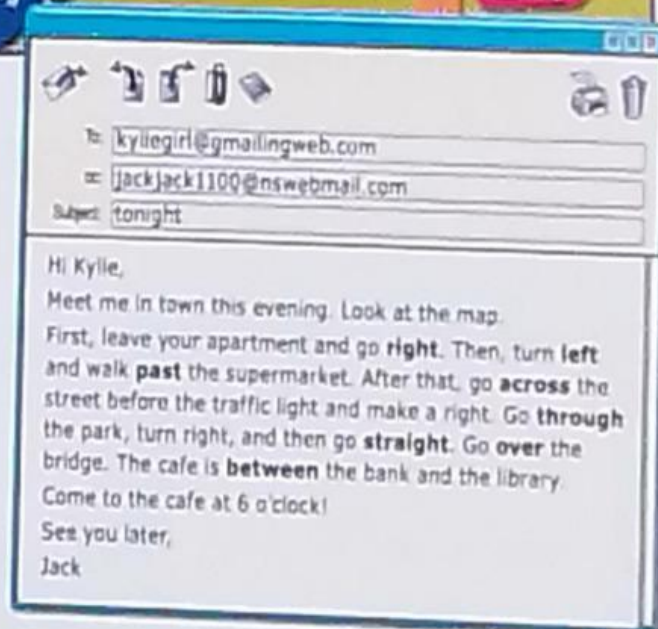 To: kyliegirl@gmailingweb.com
cc: jackjack1100@nswebmail.com
Subject: tonight
Hi Kylie,
Meet me in town this evening. Look at the map.
First, leave your apartment and go right. Then, turn left
and walk past the supermarket. After that, go across the
street before the traffic light and make a right. Go through
the park, turn right, and then go straight. Go over the
bridge. The cafe is between the bank and the library.
Come to the cafe at 6 o'clock!
See you later,
Jack